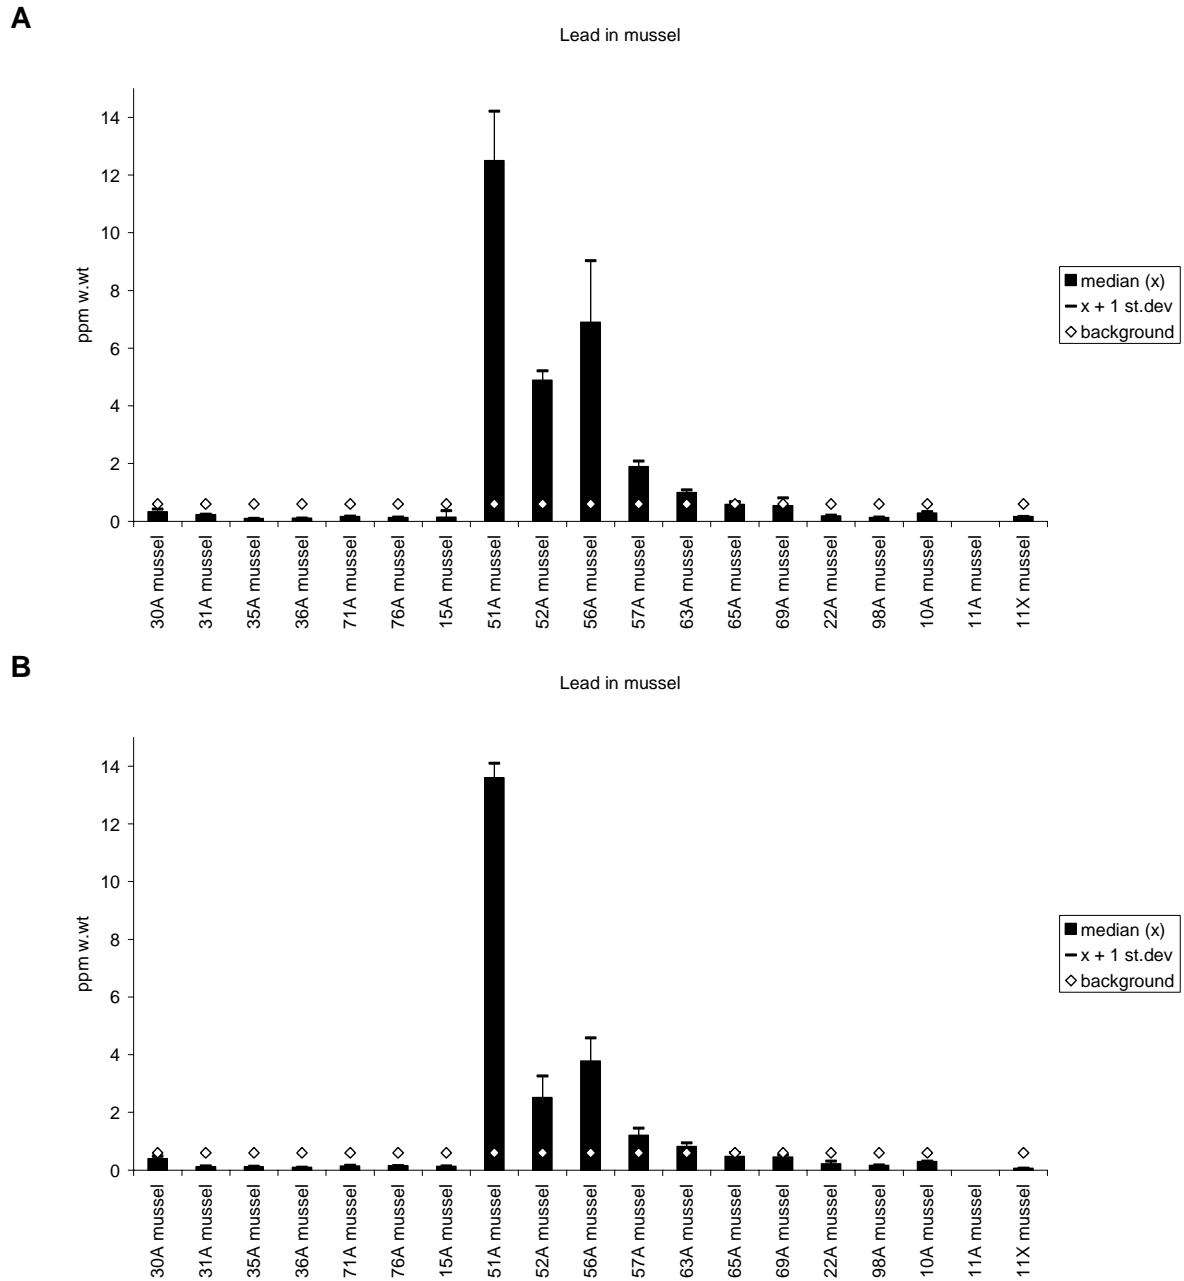 A
Lead in mussel
ppm w.wt
14
12
10
8
6
4
2
0
30A mussel
31A mussel
35A mussel
36A mussel
71A mussel
76A mussel
15A mussel
51A mussel
52A mussel
56A mussel
57A mussel
63A mussel
65A mussel
69A mussel
22A mussel
98A mussel
10A mussel
11A mussel
11X mussel
median (x)
x + 1 st.dev
background
B
Lead in mussel
ppm w.wt
14
12
10
8
6
4
2
0
30A mussel
31A mussel
35A mussel
36A mussel
71A mussel
76A mussel
15A mussel
51A mussel
52A mussel
56A mussel
57A mussel
63A mussel
65A mussel
69A mussel
22A mussel
98A mussel
10A mussel
11A mussel
11X mussel
median (x)
x + 1 st.dev
background